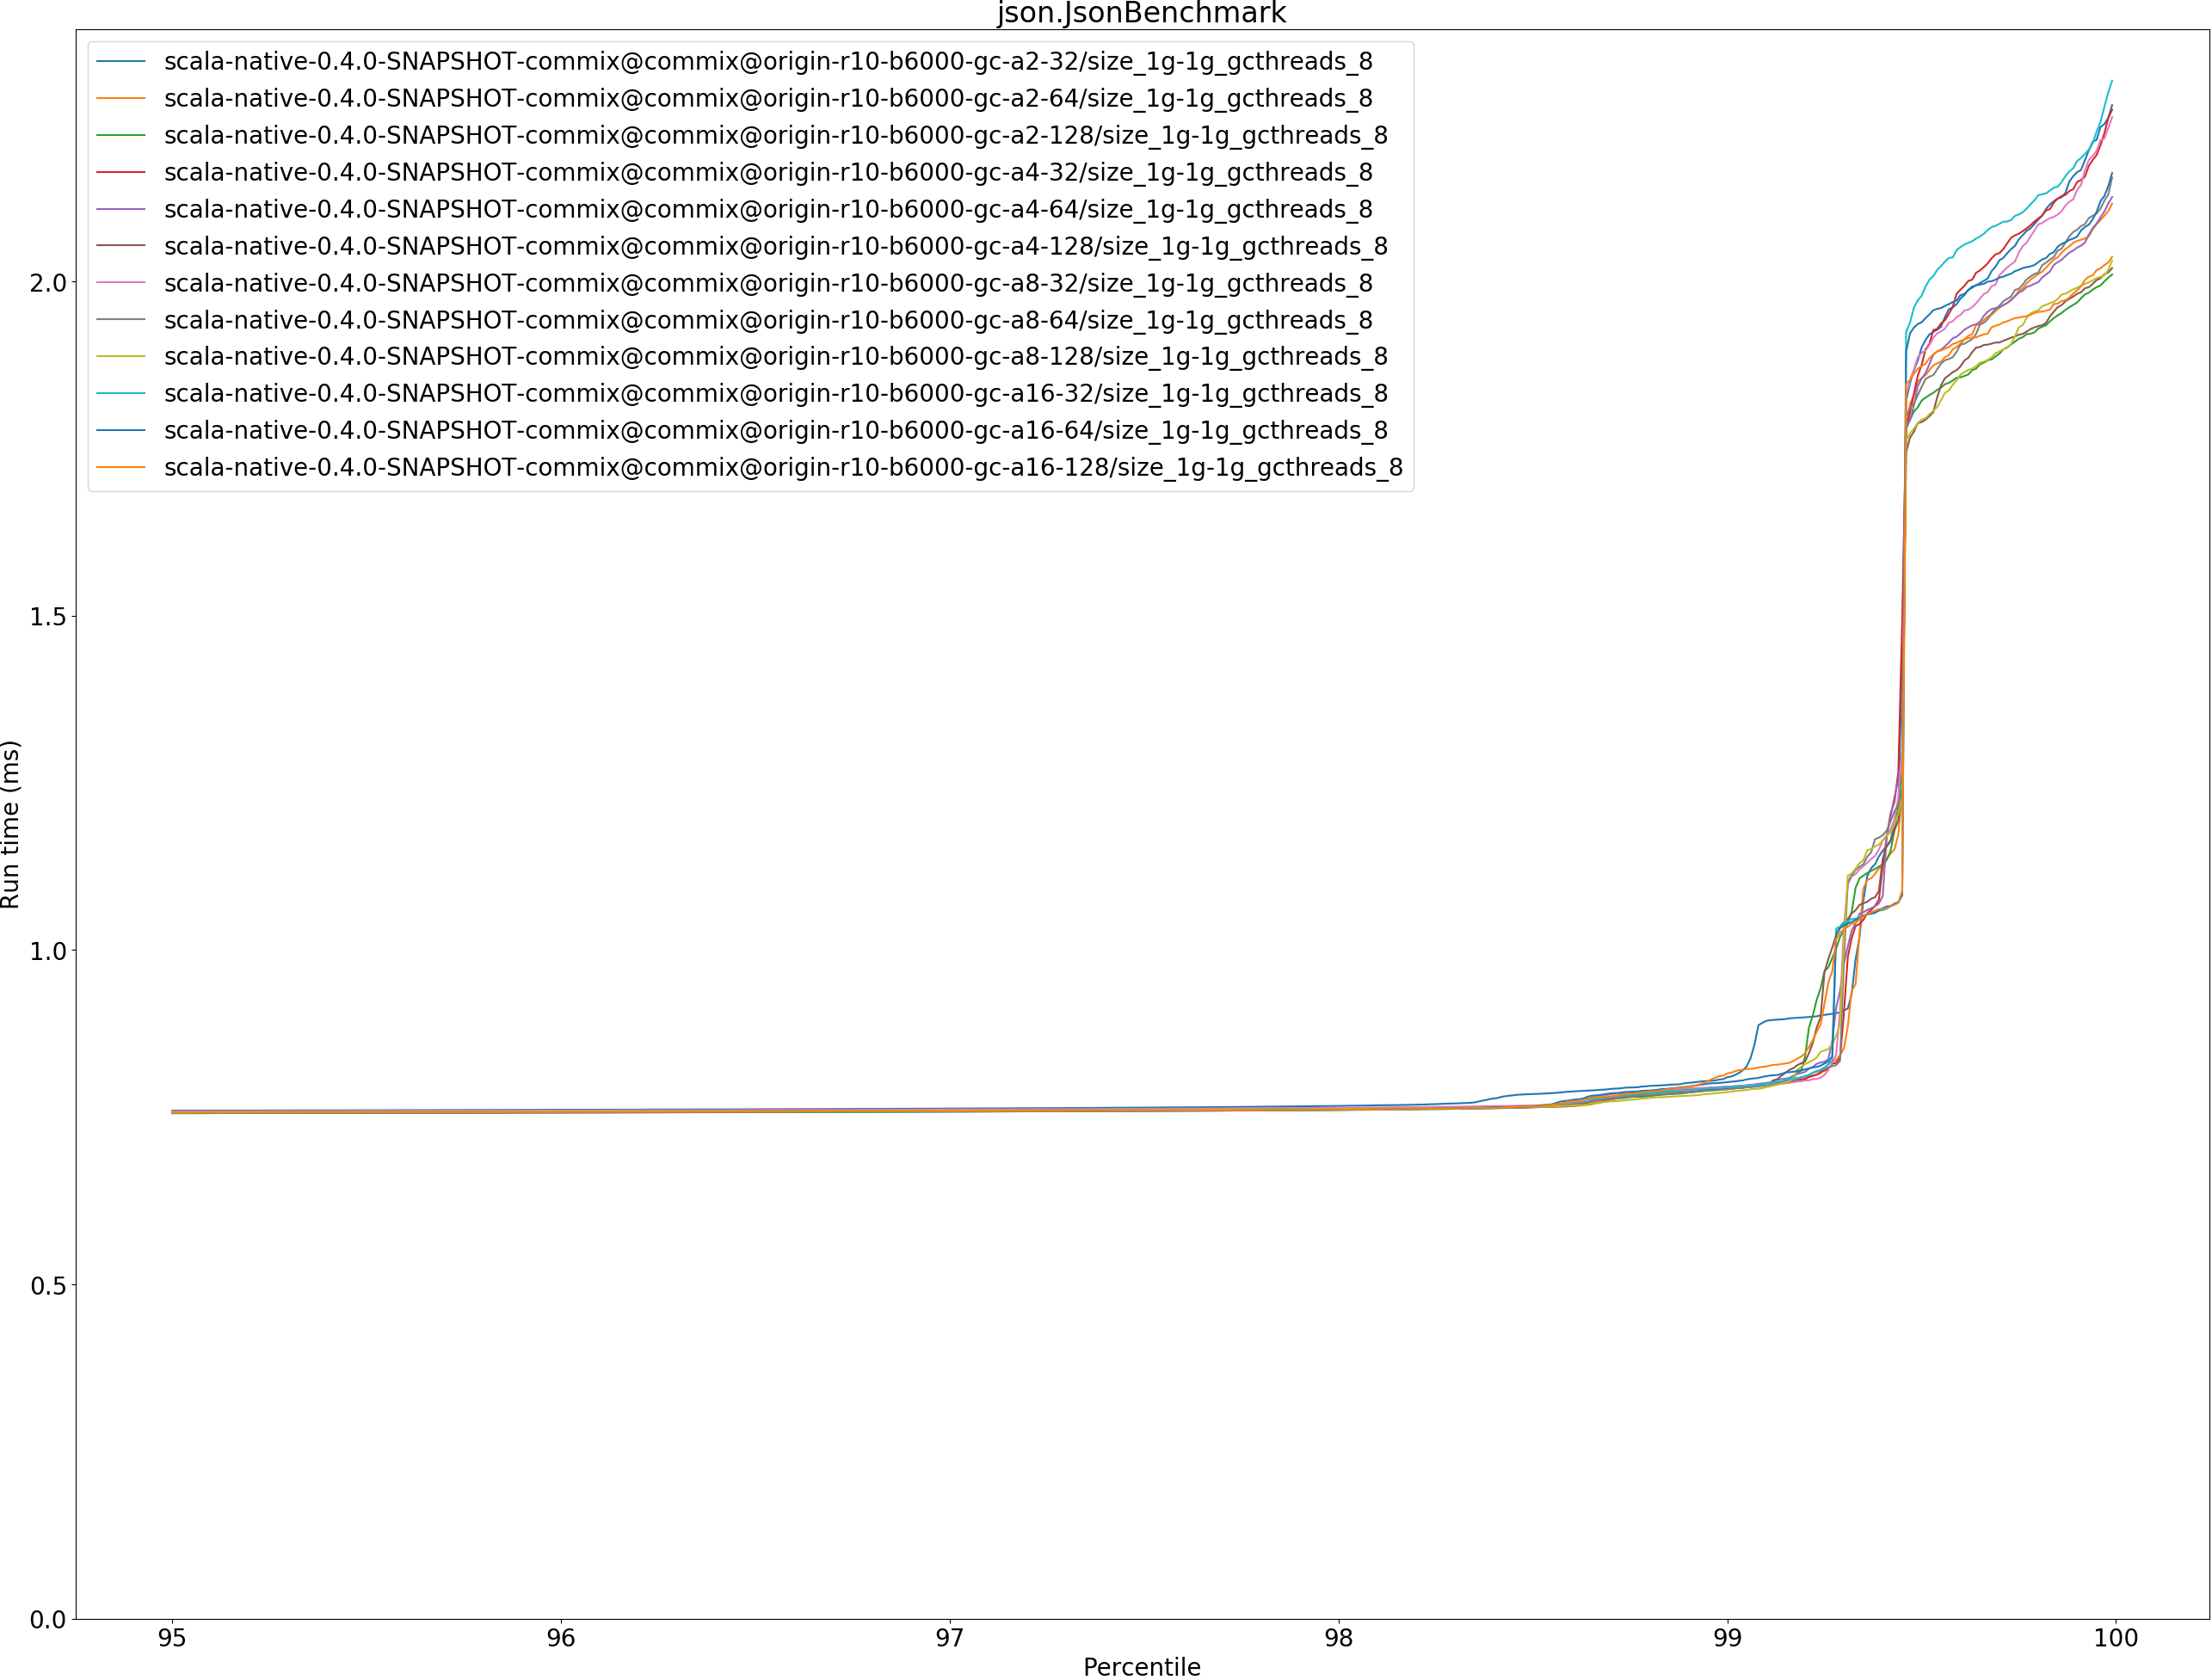 json.JsonBenchmark
scala-native-0.4.0-SNAPSHOT-commix@commix@origin-r10-b6000-gc-a2-32/size_1g-1g_gcthreads_8
scala-native-0.4.0-SNAPSHOT-commix@commix@origin-r10-b6000-gc-a2-64/size_1g-1g_gcthreads_8
scala-native-0.4.0-SNAPSHOT-commix@commix@origin-r10-b6000-gc-a2-128/size_1g-1g_gcthreads_8
scala-native-0.4.0-SNAPSHOT-commix@commix@origin-r10-b6000-gc-a4-32/size_1g-1g_gcthreads_8
scala-native-0.4.0-SNAPSHOT-commix@commix@origin-r10-b6000-gc-a4-64/size_1g-1g_gcthreads_8
scala-native-0.4.0-SNAPSHOT-commix@commix@origin-r10-b6000-gc-a4-128/size_1g-1g_gcthreads_8
scala-native-0.4.0-SNAPSHOT-commix@commix@origin-r10-b6000-gc-a8-32/size_1g-1g_gcthreads_8
scala-native-0.4.0-SNAPSHOT-commix@commix@origin-r10-b6000-gc-a8-64/size_1g-1g_gcthreads_8
scala-native-0.4.0-SNAPSHOT-commix@commix@origin-r10-b6000-gc-a8-128/size_1g-1g_gcthreads_8
scala-native-0.4.0-SNAPSHOT-commix@commix@origin-r10-b6000-gc-a16-32/size_1g-1g_gcthreads_8
scala-native-0.4.0-SNAPSHOT-commix@commix@origin-r10-b6000-gc-a16-64/size_1g-1g_gcthreads_8
scala-native-0.4.0-SNAPSHOT-commix@commix@origin-r10-b6000-gc-a16-128/size_1g-1g_gcthreads_8
2.0
1.5
1.0
0.5
0.0
Run time (ms)
95 96 97 98 99 100
Percentile